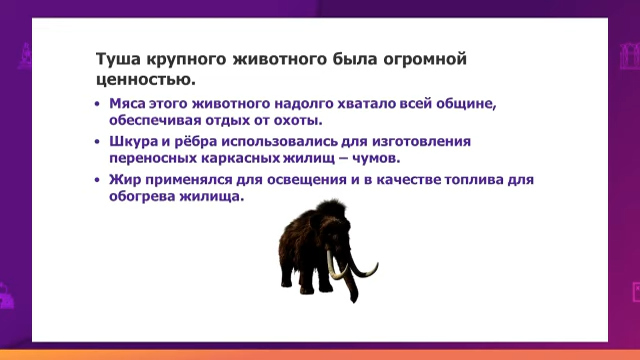 Туша крупного животного была огромной
ценностью.
• Мяса этого животного надолго хватало всей общине,
обеспечивая отдых от охоты.
• Шкура и рёбра использовались для изготовления
переносных каркасных жилищ – чумов.
• Жир применялся для освещения и в качестве топлива для
обогрева жилища.